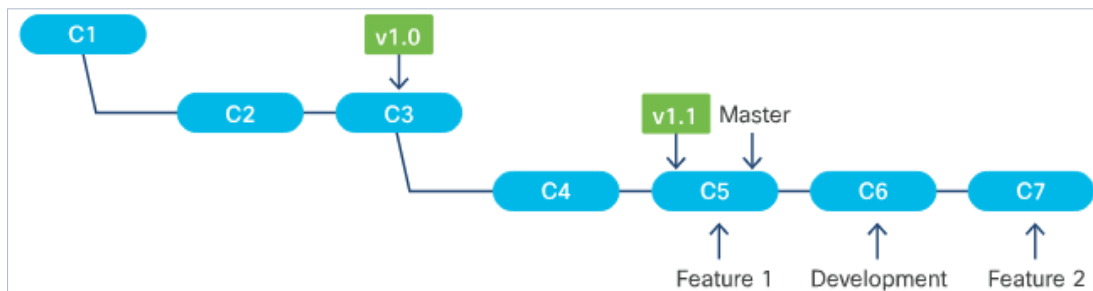 C1
v1.0
C2
C3
v1.1
Master
C4
C5
C6
C7
Feature 1
Development
Feature 2